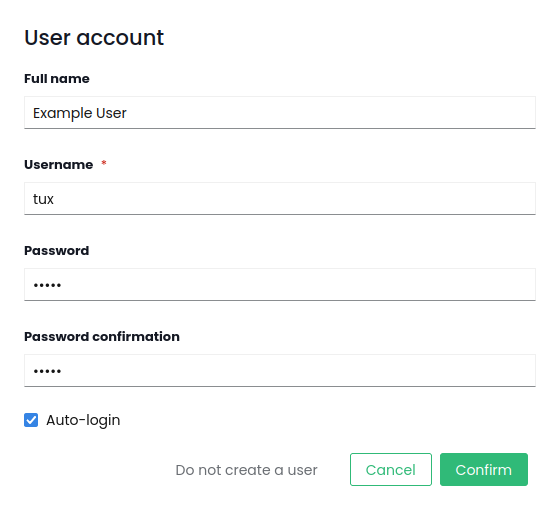 User account
Full name
Example User
Username *
tux
Password
•••••
Password confirmation
•••••
Auto-login
Do not create a user Cancel Confirm